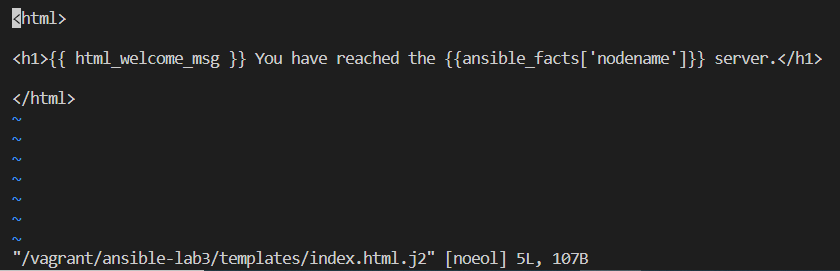 <html>
<h1>{{ html_welcome_msg }} You have reached the {{ansible_facts['nodename']}} server.</h1>
</html>
~
~
~
~
~
~
~
"/vagrant/ansible-lab3/templates/index.html.j2" [noeol] 5L, 107B